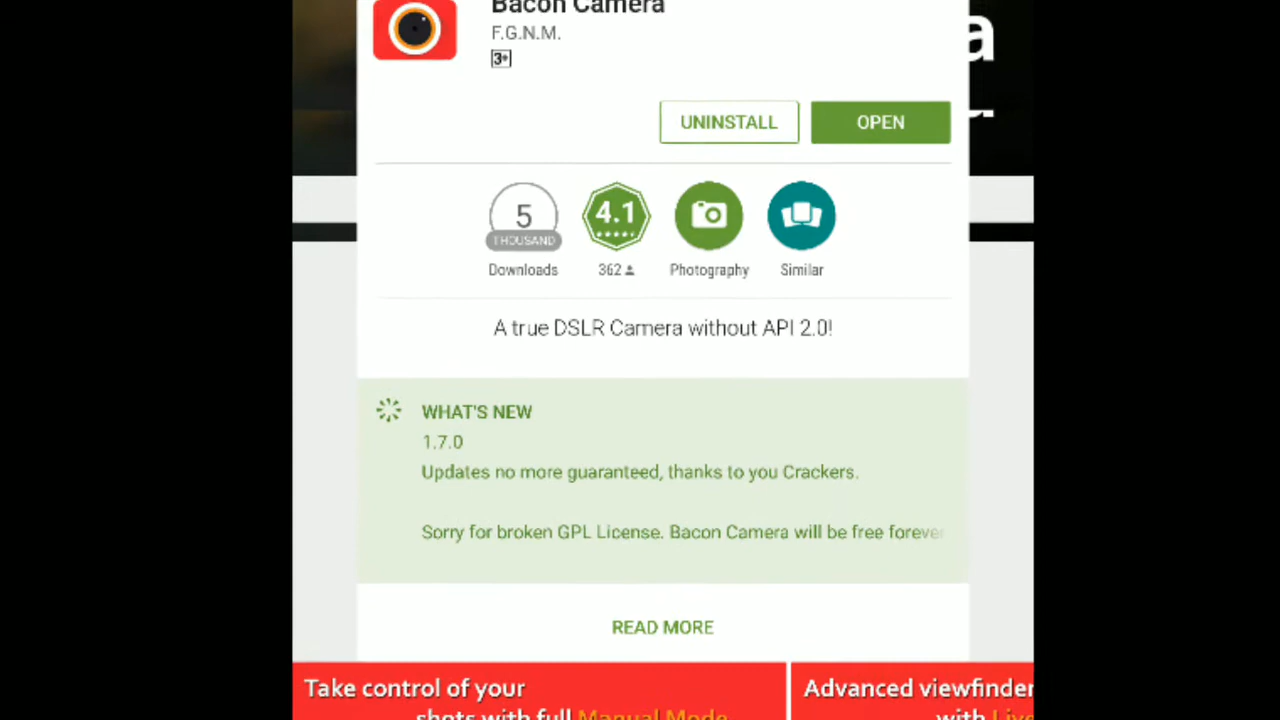 Bacon Camera
F.G.N.M.
3+
a
UNINSTALL
OPEN
5
THOUSAND
4.1
Downloads
362
Photography
Similar
A true DSLR Camera without API 2.0!
WHAT'S NEW
1.7.0
Updates no more guaranteed, thanks to you Crackers.
Sorry for broken GPL License. Bacon Camera will be free forever
READ MORE
Take control of your
shots with full Manual Mode
Advanced viewfinder
with Live